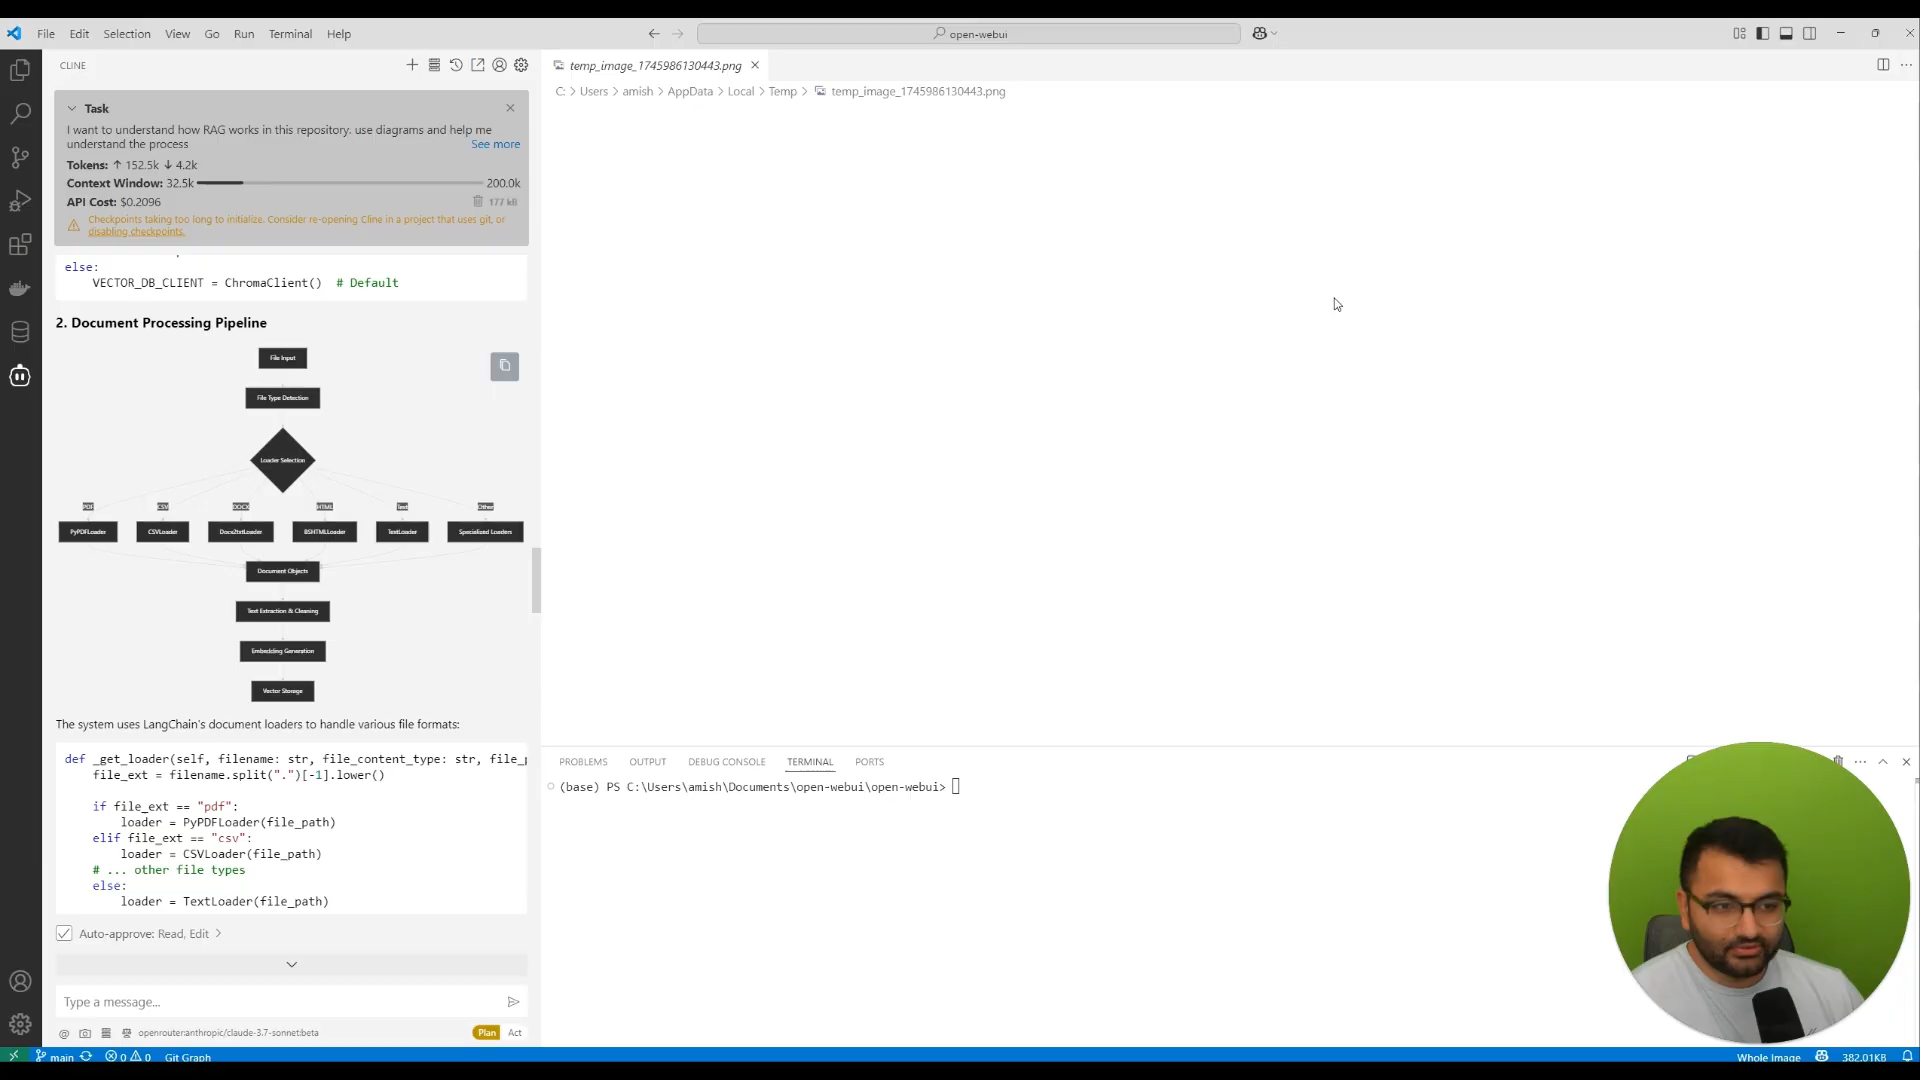 File Edit Selection View Go Run Terminal Help
open-webui
CLINE
Task
I want to understand how RAG works in this repository. use diagrams and help me
understand the process
See more
Tokens: ↑ 152.5k ↓ 4.2k
Context Window: 32.5k 200.0k
API Cost: $0.2096 177 kB
Checkpoints taking too long to initialize. Consider re-opening Cline in a project that uses git, or
disabling checkpoints.
else:
VECTOR_DB_CLIENT = ChromaClient() # Default
2. Document Processing Pipeline
File Input
File Type Detection
Loader Selection
PDF CSV DOCX HTML Text Other
PyPDFLoader CSVLoader Docx2txtLoader BSHTMLLoader TextLoader Specialized Loaders
Document Objects
Text Extraction & Cleaning
Embedding Generation
Vector Storage
The system uses LangChain's document loaders to handle various file formats:
def _get_loader(self, filename: str, file_content_type: str, file_p
file_ext = filename.split(".")[-1].lower()
if file_ext == "pdf":
loader = PyPDFLoader(file_path)
elif file_ext == "csv":
loader = CSVLoader(file_path)
# ... other file types
else:
loader = TextLoader(file_path)
Auto-approve: Read, Edit >
Type a message...
@ openrouter:anthropic/claude-3.7-sonnet:beta Plan Act
temp_image_1745986130443.png
C: > Users > amish > AppData > Local > Temp > temp_image_1745986130443.png
PROBLEMS OUTPUT DEBUG CONSOLE TERMINAL PORTS
(base) PS C:\Users\amish\Documents\open-webui\open-webui>
main 0 0 Git Graph
Whole Image 382.01KB